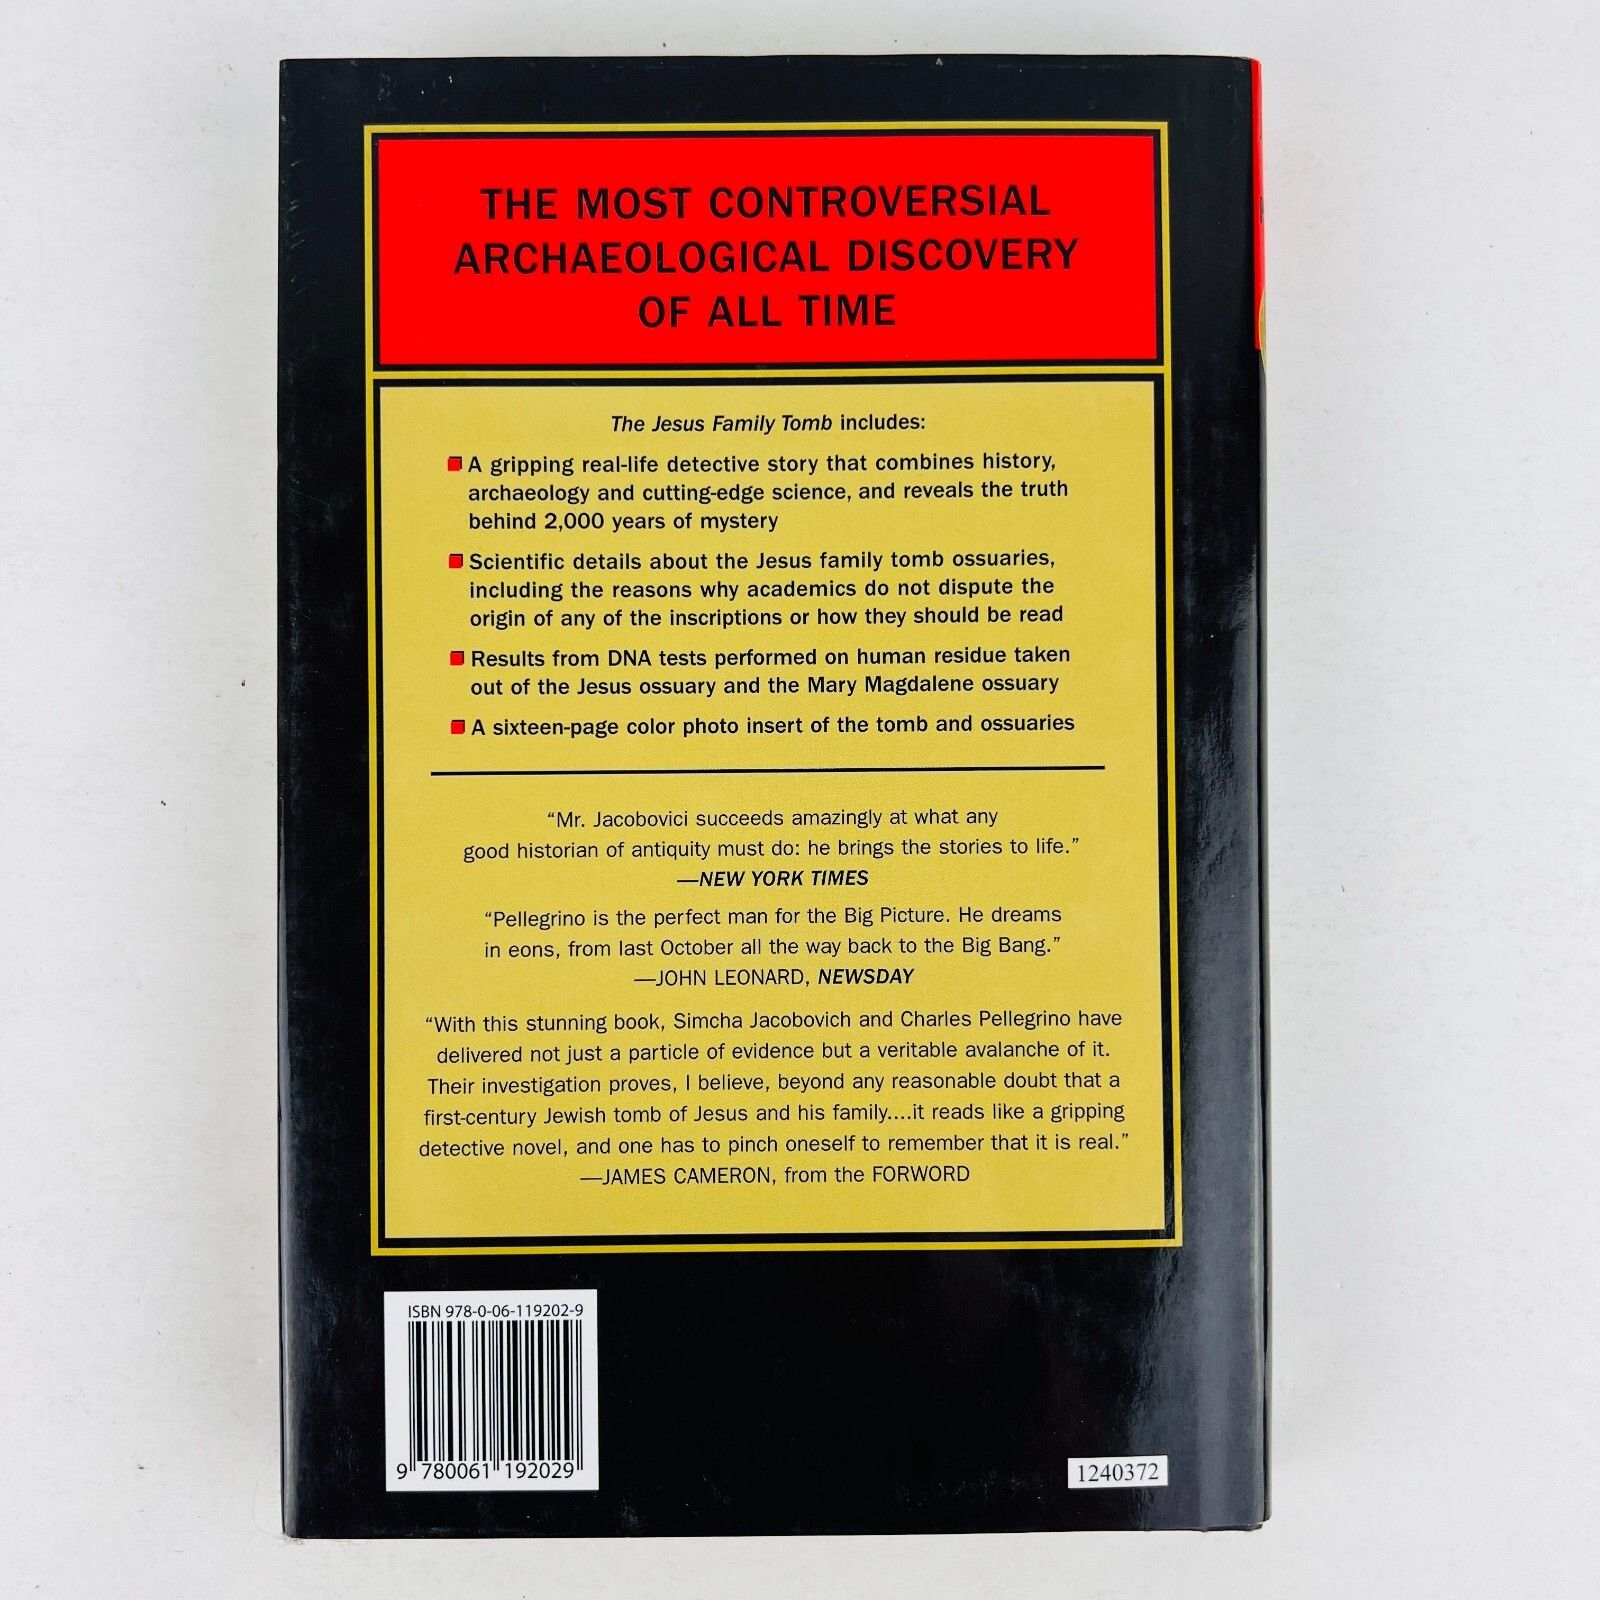 THE MOST CONTROVERSIAL
ARCHAEOLOGICAL DISCOVERY
OF ALL TIME
The Jesus Family Tomb includes:
A gripping real-life detective story that combines history,
archaeology and cutting-edge science, and reveals the truth
behind 2,000 years of mystery
Scientific details about the Jesus family tomb ossuaries,
including the reasons why academics do not dispute the
origin of any of the inscriptions or how they should be read
Results from DNA tests performed on human residue taken
out of the Jesus ossuary and the Mary Magdalene ossuary
A sixteen-page color photo insert of the tomb and ossuaries
“Mr. Jacobovici succeeds amazingly at what any
good historian of antiquity must do: he brings the stories to life.”
—NEW YORK TIMES
“Pellegrino is the perfect man for the Big Picture. He dreams
in eons, from last October all the way back to the Big Bang.”
—JOHN LEONARD, NEWSDAY
“With this stunning book, Simcha Jacobovich and Charles Pellegrino have
delivered not just a particle of evidence but a veritable avalanche of it.
Their investigation proves, I believe, beyond any reasonable doubt that a
first-century Jewish tomb of Jesus and his family....it reads like a gripping
detective novel, and one has to pinch oneself to remember that it is real.”
—JAMES CAMERON, from the FORWORD
ISBN 978-0-06-119202-9
9 780061 192029
1240372